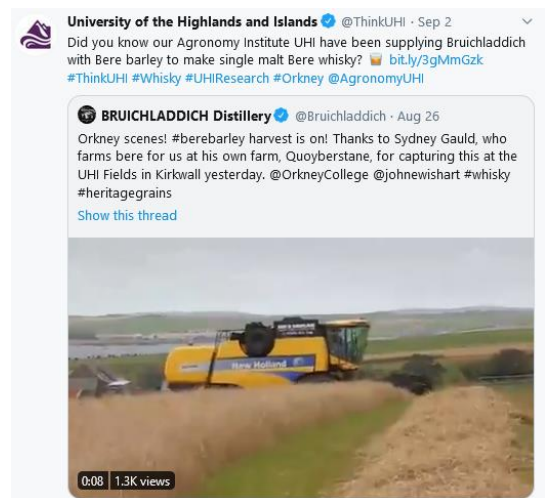 University of the Highlands and Islands @ThinkUHI · Sep 2
Did you know our Agronomy Institute UHI have been supplying Bruichladdich
with Bere barley to make single malt Bere whisky? 🥃 bit.ly/3gMmGzk
#ThinkUHI #Whisky #UHIResearch #Orkney @AgronomyUHI
BRUICHLADDICH Distillery @Bruichladdich · Aug 26
Orkney scenes! #berebarley harvest is on! Thanks to Sydney Gauld, who
farms bere for us at his own farm, Quoyberstane, for capturing this at the
UHI Fields in Kirkwall yesterday. @OrkneyCollege @johnewishart #whisky
#heritagegrains
Show this thread
New Holland
0:08 1.3K views